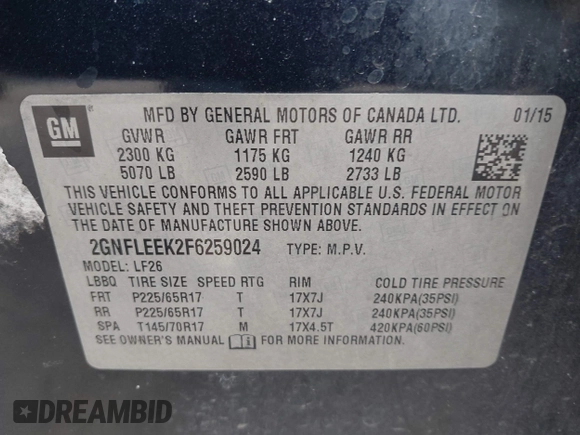 GM
MFD BY GENERAL MOTORS OF CANADA LTD. 01/15
GVWR GAWR FRT GAWR RR
2300 KG 1175 KG 1240 KG
5070 LB 2590 LB 2733 LB
THIS VEHICLE CONFORMS TO ALL APPLICABLE U.S. FEDERAL MOTOR
VEHICLE SAFETY AND THEFT PREVENTION STANDARDS IN EFFECT ON
THE DATE OF MANUFACTURE SHOWN ABOVE.
2GNFLEEK2F6259024 TYPE: M.P.V.
MODEL: LF26
LBBQ TIRE SIZE SPEED RTG RIM COLD TIRE PRESSURE
FRT P225/65R17 T 17X7J 240KPA(35PSI)
RR P225/65R17 T 17X7J 240KPA(35PSI)
SPA T145/70R17 M 17X4.5T 420KPA(60PSI)
SEE OWNER'S MANUAL FOR MORE INFORMATION.
DREAMBID